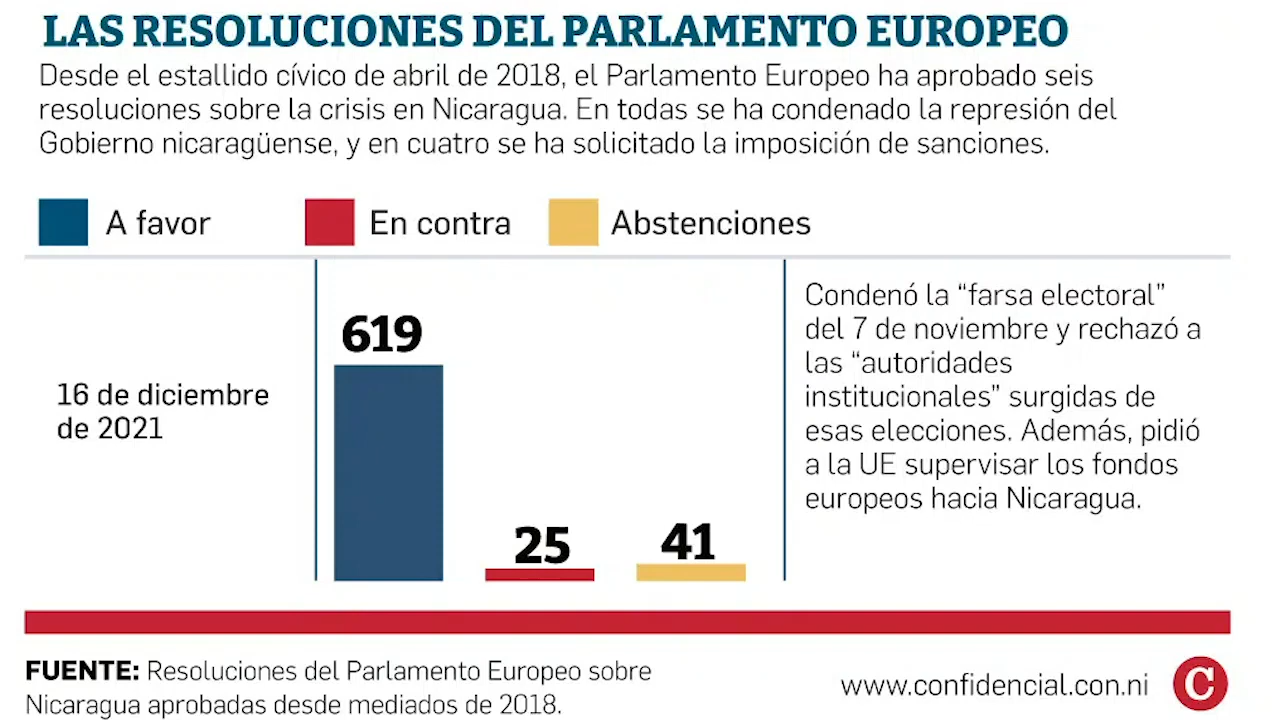 LAS RESOLUCIONES DEL PARLAMENTO EUROPEO
Desde el estallido cívico de abril de 2018, el Parlamento Europeo ha aprobado seis
resoluciones sobre la crisis en Nicaragua. En todas se ha condenado la represión del
Gobierno nicaragüense, y en cuatro se ha solicitado la imposición de sanciones.
A favor
En contra
Abstenciones
16 de diciembre
de 2021
619
25
41
Condenó la “farsa electoral”
del 7 de noviembre y rechazó a
las “autoridades
institucionales” surgidas de
esas elecciones. Además, pidió
a la UE supervisar los fondos
europeos hacia Nicaragua.
FUENTE: Resoluciones del Parlamento Europeo sobre
Nicaragua aprobadas desde mediados de 2018.
www.confidencial.con.ni
C